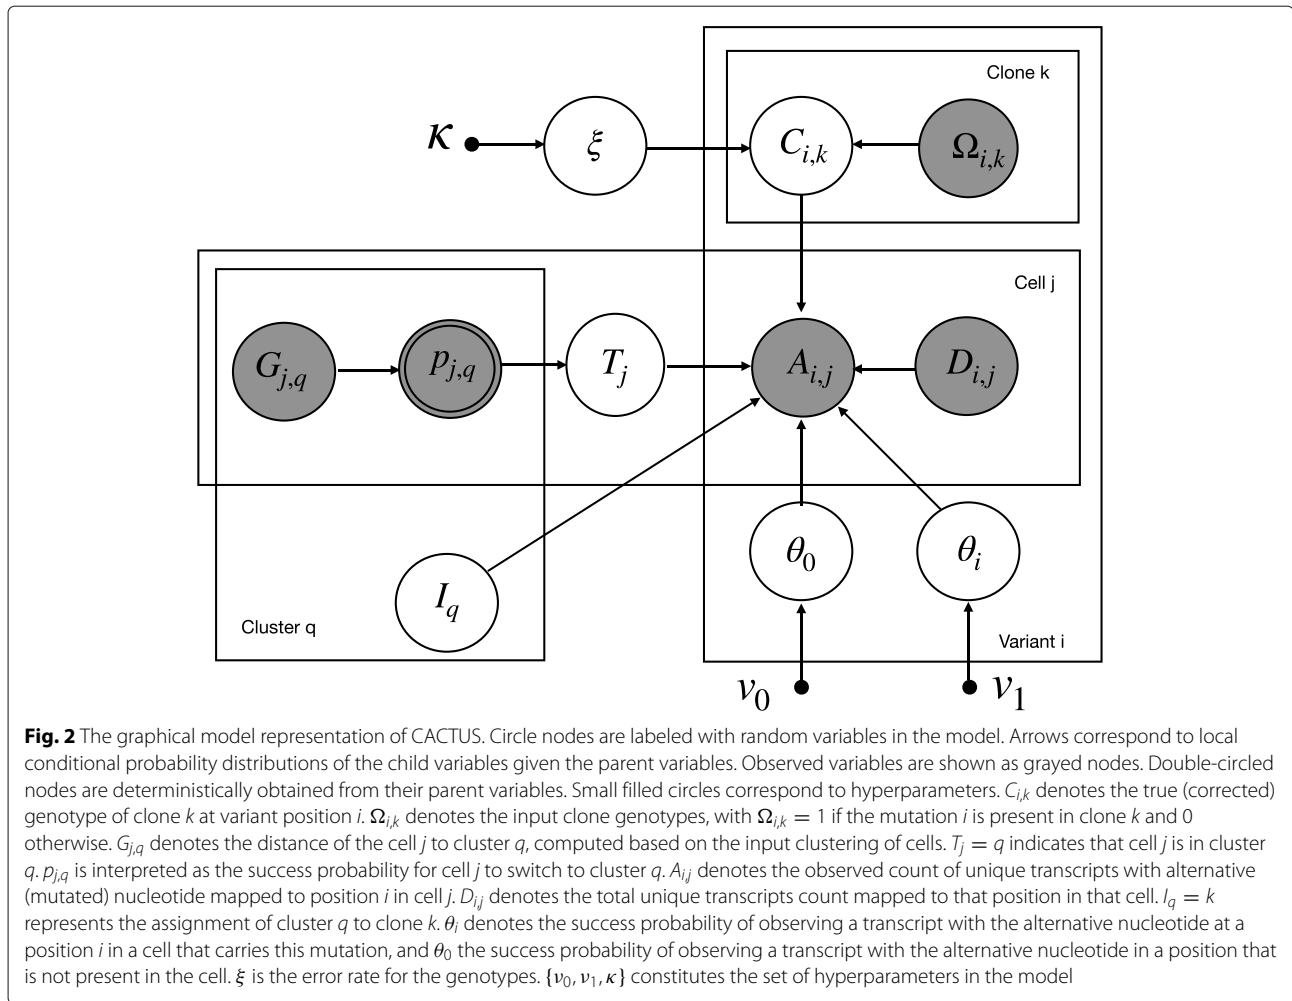 Clone k
κ
ξ
C_{i,k}
Ω_{i,k}
Cell j
G_{j,q}
p_{j,q}
T_j
A_{i,j}
D_{i,j}
θ_0
θ_i
I_q
Cluster q
Variant i
ν_0
ν_1
Fig. 2 The graphical model representation of CACTUS. Circle nodes are labeled with random variables in the model. Arrows correspond to local
conditional probability distributions of the child variables given the parent variables. Observed variables are shown as grayed nodes. Double-circled
nodes are deterministically obtained from their parent variables. Small filled circles correspond to hyperparameters. C_{i,k} denotes the true (corrected)
genotype of clone k at variant position i. Ω_{i,k} denotes the input clone genotypes, with Ω_{i,k} = 1 if the mutation i is present in clone k and 0
otherwise. G_{j,q} denotes the distance of the cell j to cluster q, computed based on the input clustering of cells. T_j = q indicates that cell j is in cluster
q. p_{j,q} is interpreted as the success probability for cell j to switch to cluster q. A_{i,j} denotes the observed count of unique transcripts with alternative
(mutated) nucleotide mapped to position i in cell j. D_{i,j} denotes the total unique transcripts count mapped to that position in that cell. I_q = k
represents the assignment of cluster q to clone k. θ_i denotes the success probability of observing a transcript with the alternative nucleotide at a
position i in a cell that carries this mutation, and θ_0 the success probability of observing a transcript with the alternative nucleotide in a position that
is not present in the cell. ξ is the error rate for the genotypes. {ν_0, ν_1, κ} constitutes the set of hyperparameters in the model